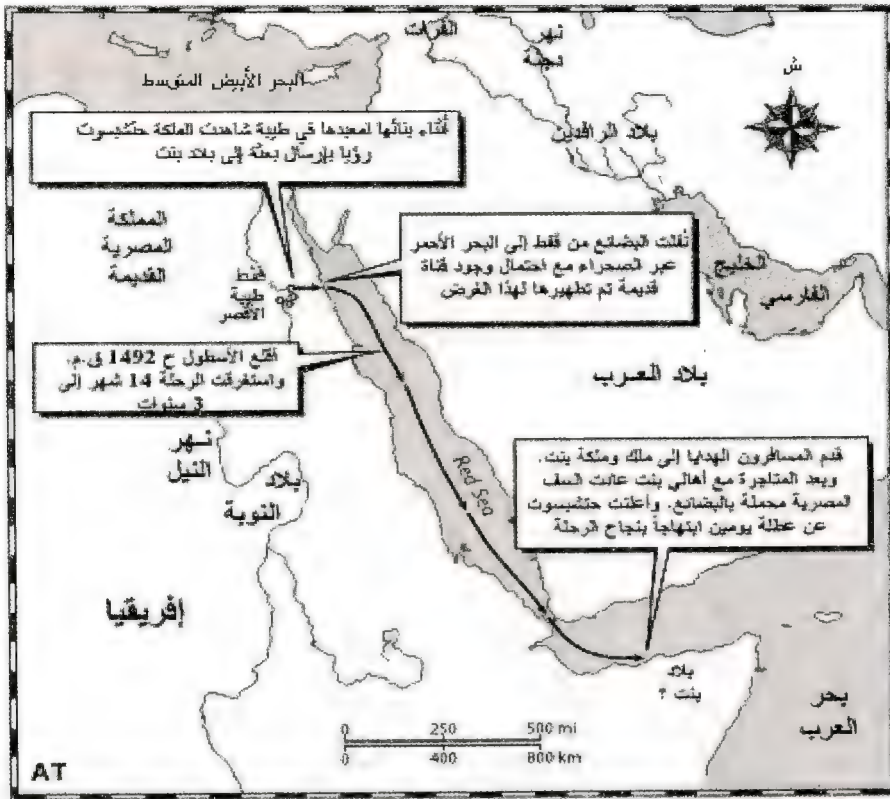 الفرات
نهر
دجلة
البحر الأبيض المتوسط
ش
بلاد الرافدين
أثناء بنائها لمعبدها في طيبة شاهدت الملكة حتشبسوت
رؤيا بإرسال بعثة إلى بلاد بنت
المملكة
المصرية
القديمة
قفط
طيبة
الأقصر
نقلت البضائع من قفط إلى البحر الأحمر
عبر الصحراء مع احتمال وجود قناة
قديمة تم تطهيرها لهذا الغرض
الخليج
الفارسي
أقلع الأسطول ح 1492 ق.م.
واستغرقت الرحلة 14 شهر إلى
3 سنوات
بلاد العرب
نهر
النيل
بلاد
النوبة
Red Sea
قدم المسافرون الهدايا إلى ملك وملكة بنت.
وبعد المتاجرة مع أهالي بنت عادت السفن
المصرية محملة بالبضائع. وأعلنت حتشبسوت
عن عطلة يومين ابتهاجاً بنجاح الرحلة
إفريقيا
بلاد
بنت ؟
بحر
العرب
0 250 500 mi
0 400 800 km
AT